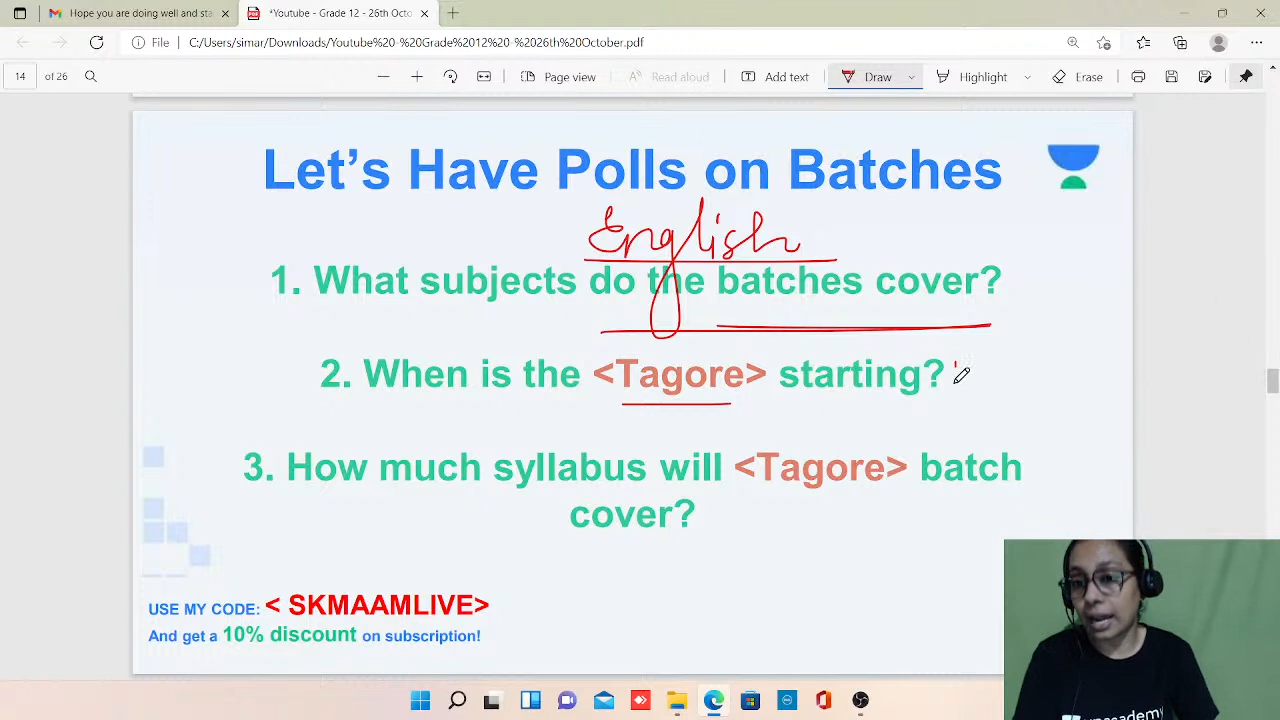 Hope you are doing well and sta
*Youtube - Grade 12 - 26th Octo
File
C:/Users/simar/Downloads/Youtube%20-%20Grade%2012%20-%2026th%20October.pdf
14 of 26
Page view
Read aloud
Add text
Draw
Highlight
Erase
Let's Have Polls on Batches
English
1. What subjects do the batches cover?
2. When is the <Tagore> starting?
3. How much syllabus will <Tagore> batch
cover?
USE MY CODE: < SKMAAMLIVE>
And get a 10% discount on subscription!